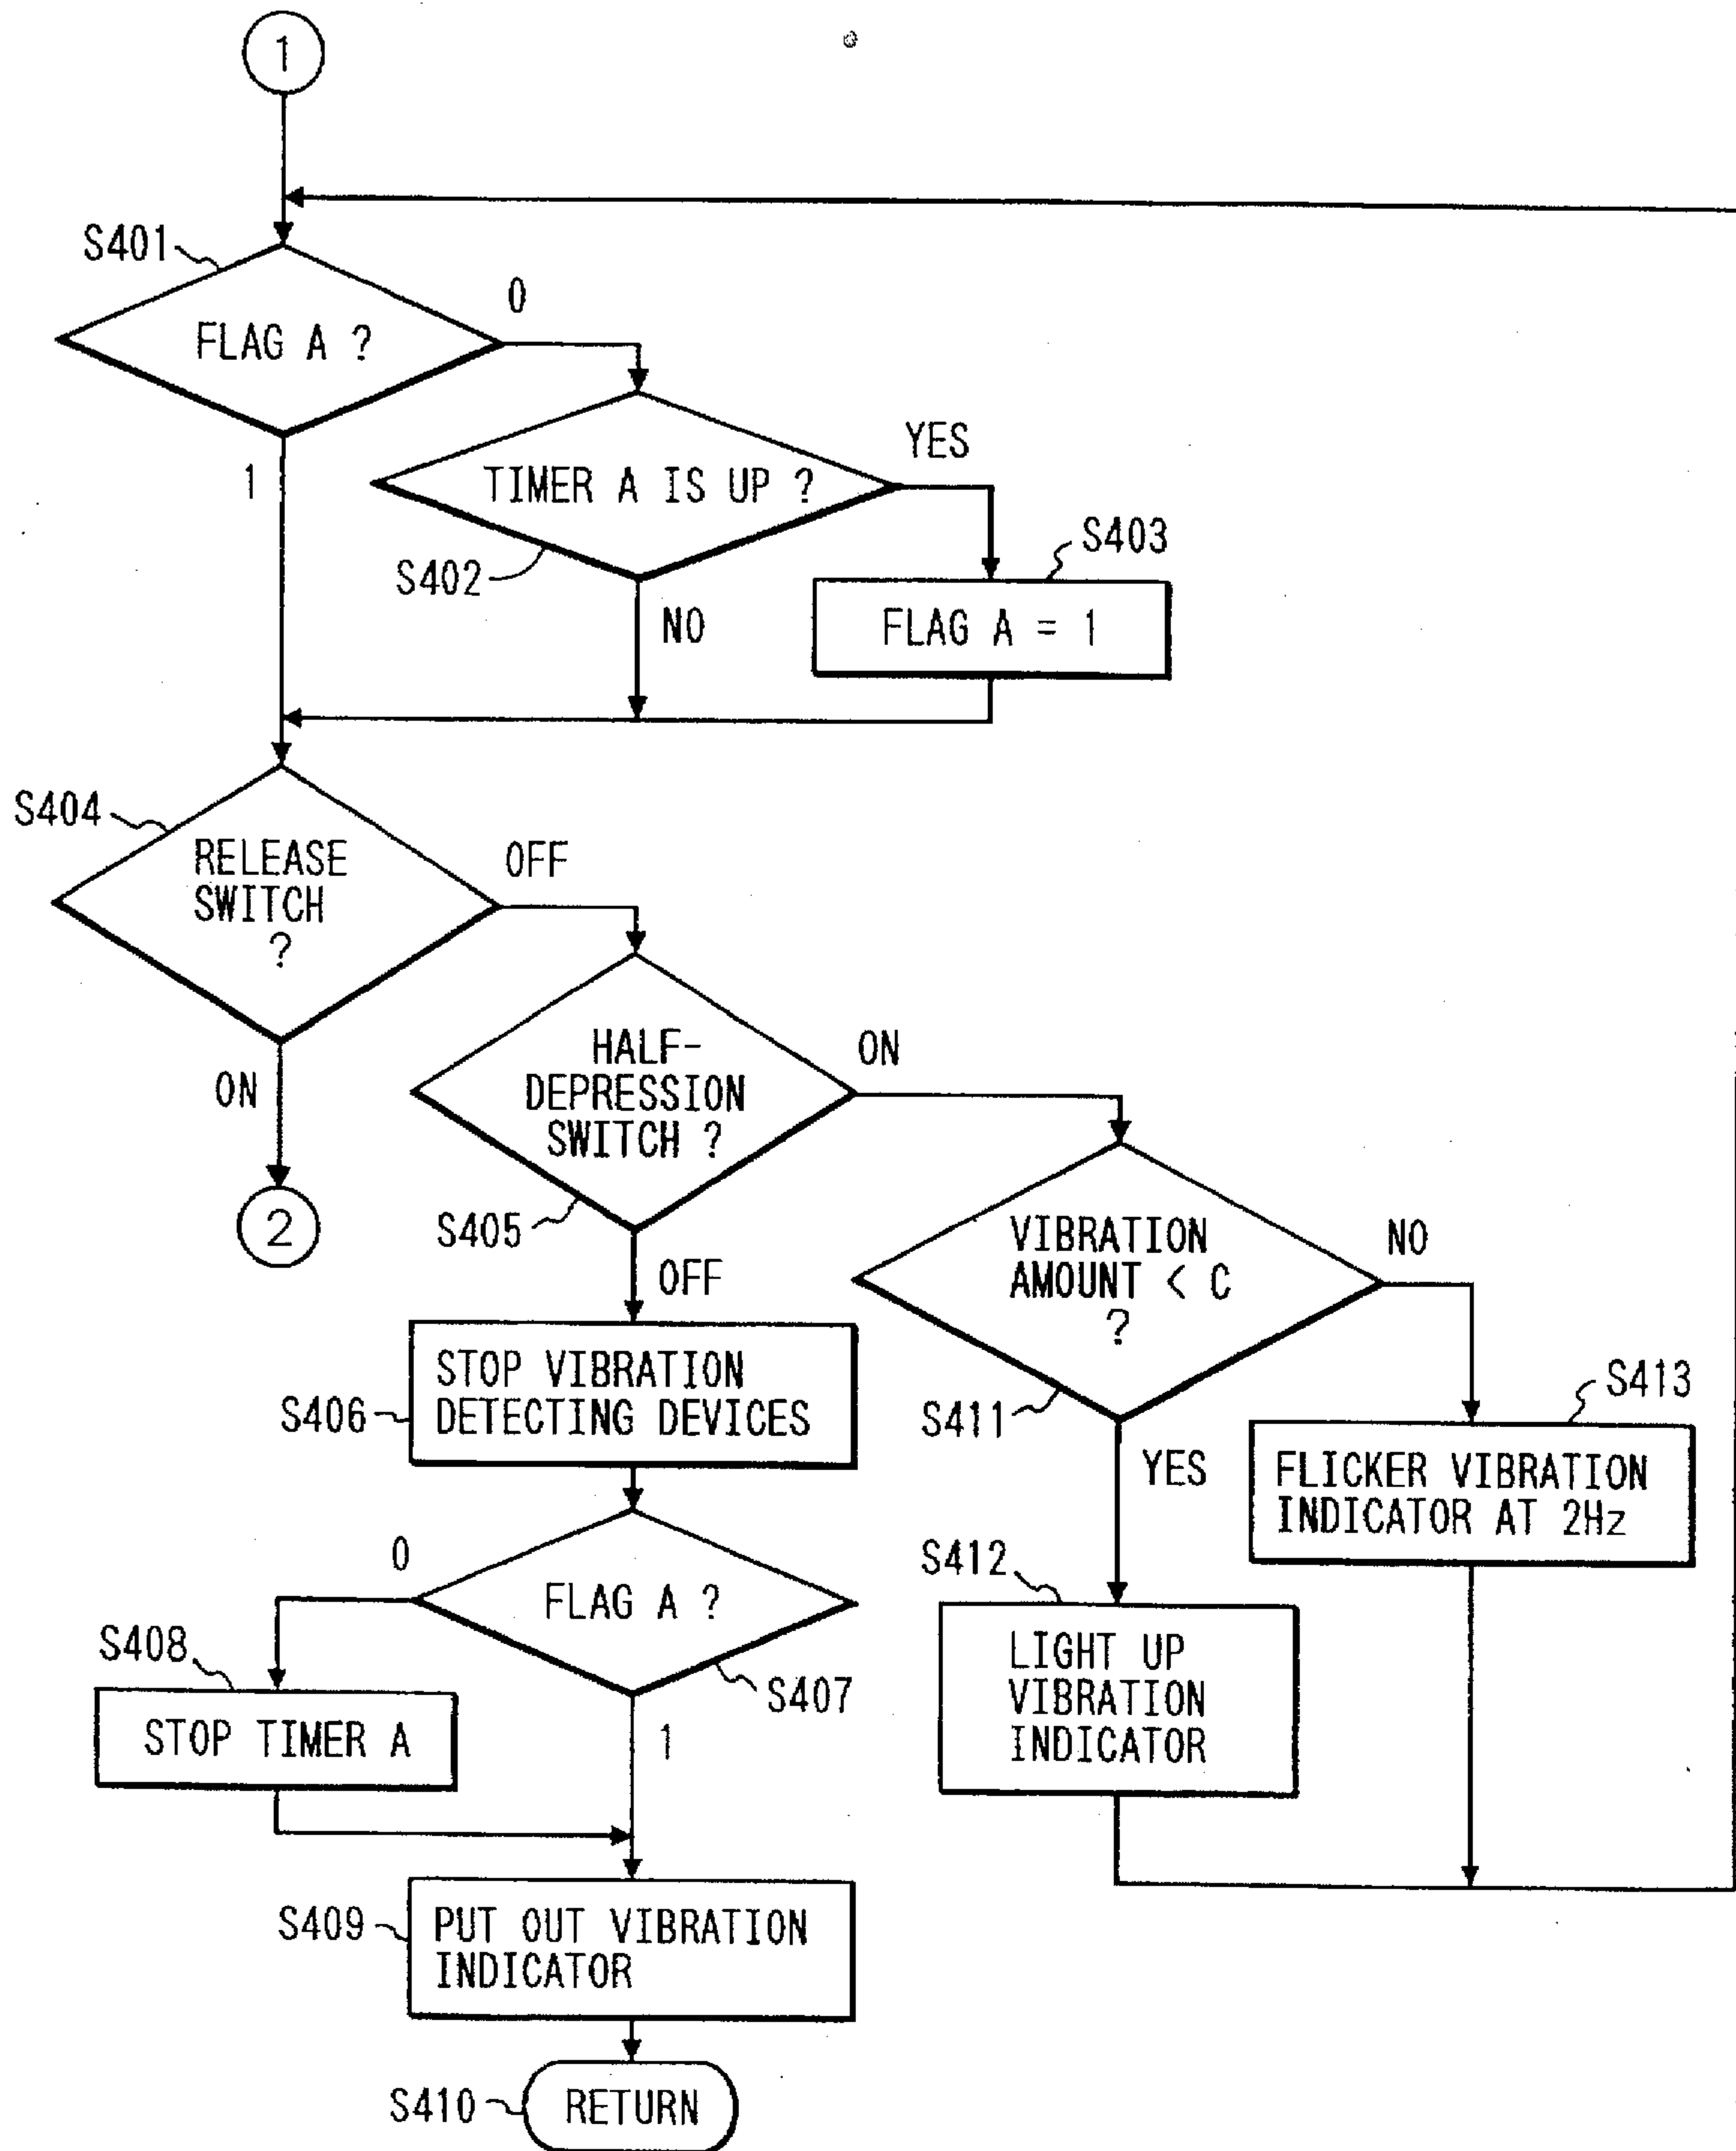 1
S401
0
FLAG A ?
1
YES
TIMER A IS UP ?
S402
S403
NO
FLAG A = 1
S404
RELEASE
SWITCH
?
OFF
ON
2
HALF-
DEPRESSION
SWITCH ?
ON
S405
OFF
VIBRATION
AMOUNT < C
?
NO
S411
YES
STOP VIBRATION
DETECTING DEVICES
S406
S413
FLICKER VIBRATION
INDICATOR AT 2Hz
S412
LIGHT UP
VIBRATION
INDICATOR
0
FLAG A ?
S407
S408
STOP TIMER A
1
S409
PUT OUT VIBRATION
INDICATOR
S410
RETURN